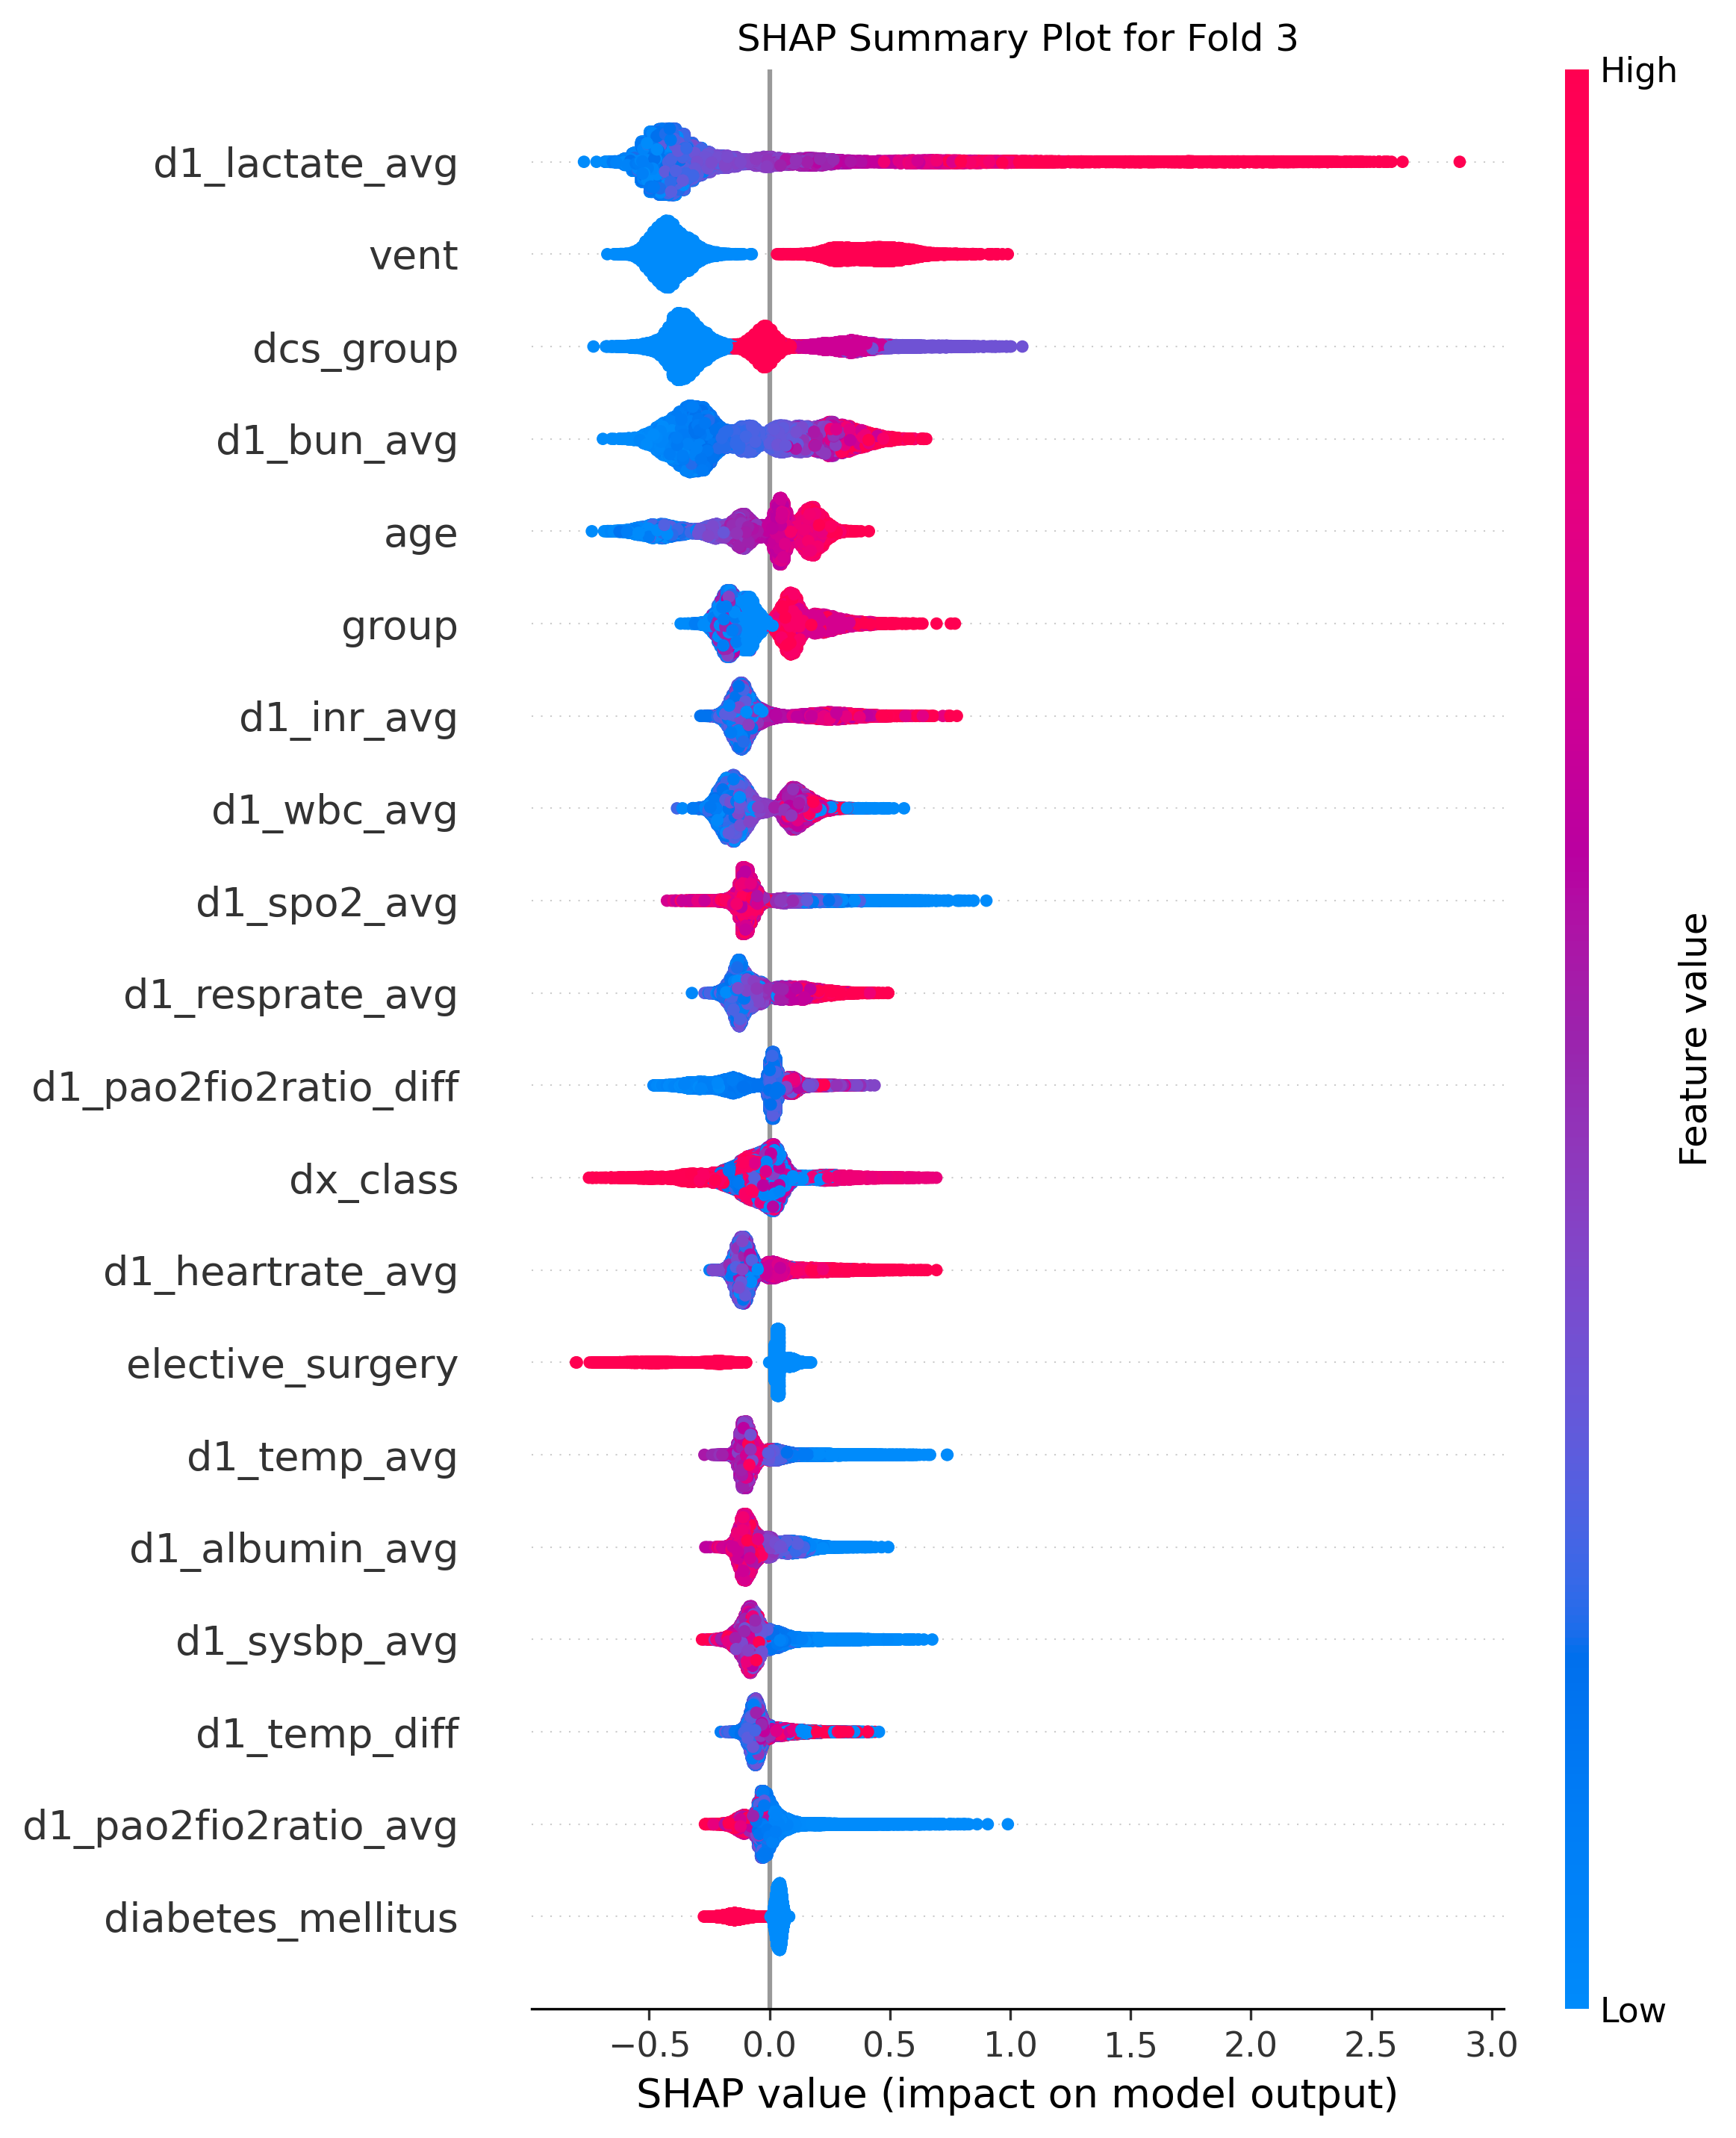 SHAP Summary Plot for Fold 3
High
d1_lactate_avg
vent
dcs_group
d1_bun_avg
age
group
d1_inr_avg
d1_wbc_avg
d1_spo2_avg
d1_resprate_avg
d1_pao2fio2ratio_diff
dx_class
d1_heartrate_avg
elective_surgery
d1_temp_avg
d1_albumin_avg
d1_sysbp_avg
d1_temp_diff
d1_pao2fio2ratio_avg
diabetes_mellitus
Feature value
Low
−0.5 0.0 0.5 1.0 1.5 2.0 2.5 3.0
SHAP value (impact on model output)